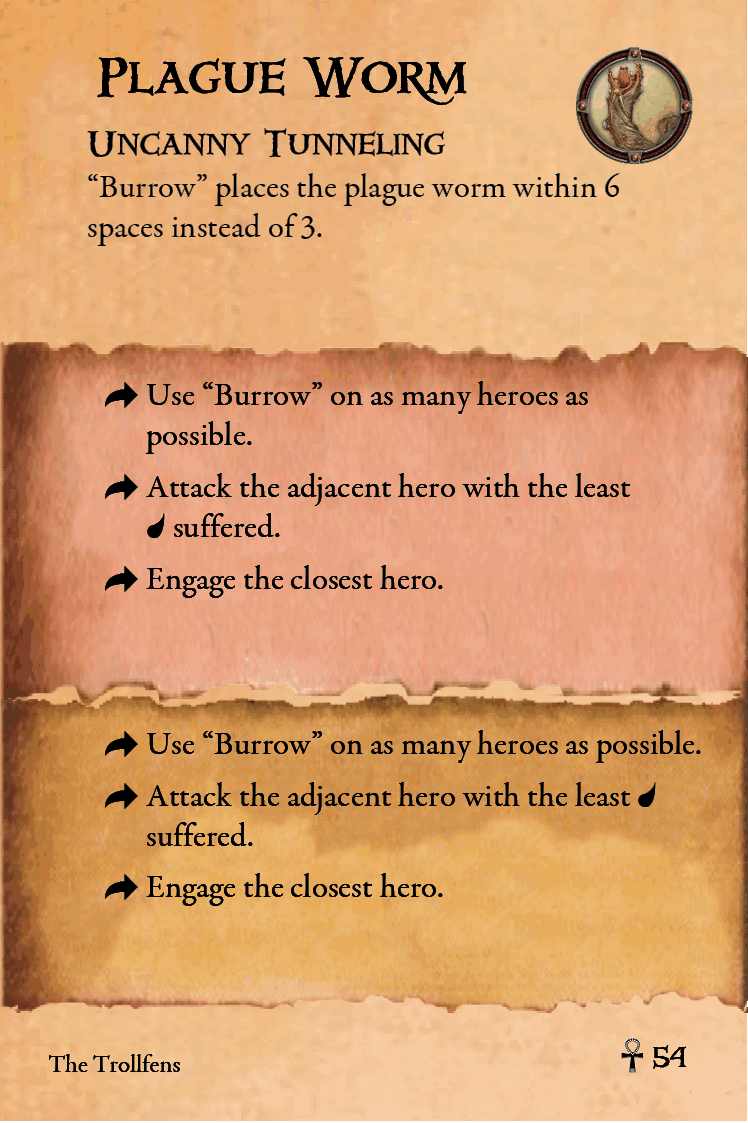 Plague Worm
Uncanny Tunneling
“Burrow” places the plague worm within 6
spaces instead of 3.
Use “Burrow” on as many heroes as
possible.
Attack the adjacent hero with the least
suffered.
Engage the closest hero.
Use “Burrow” on as many heroes as possible.
Attack the adjacent hero with the least
suffered.
Engage the closest hero.
The Trollfens
54